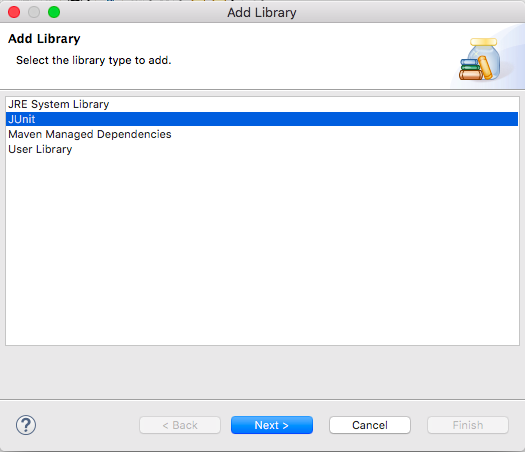 Add Library
Add Library
Select the library type to add.
JRE System Library
JUnit
Maven Managed Dependencies
User Library
?
< Back
Next >
Cancel
Finish